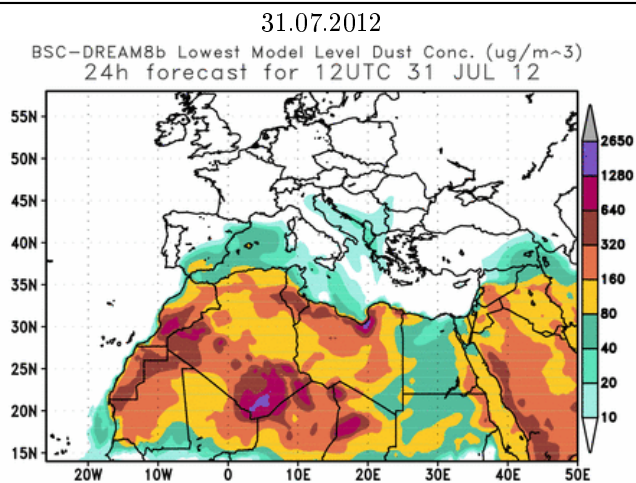 31.07.2012
BSC-DREAM8b Lowest Model Level Dust Conc. (ug/m^3)
24h forecast for 12UTC 31 JUL 12
55N
50N
45N
40N
35N
30N
25N
20N
15N
20W 10W 0 10E 20E 30E 40E 50E
2650
1280
640
320
160
80
40
20
10